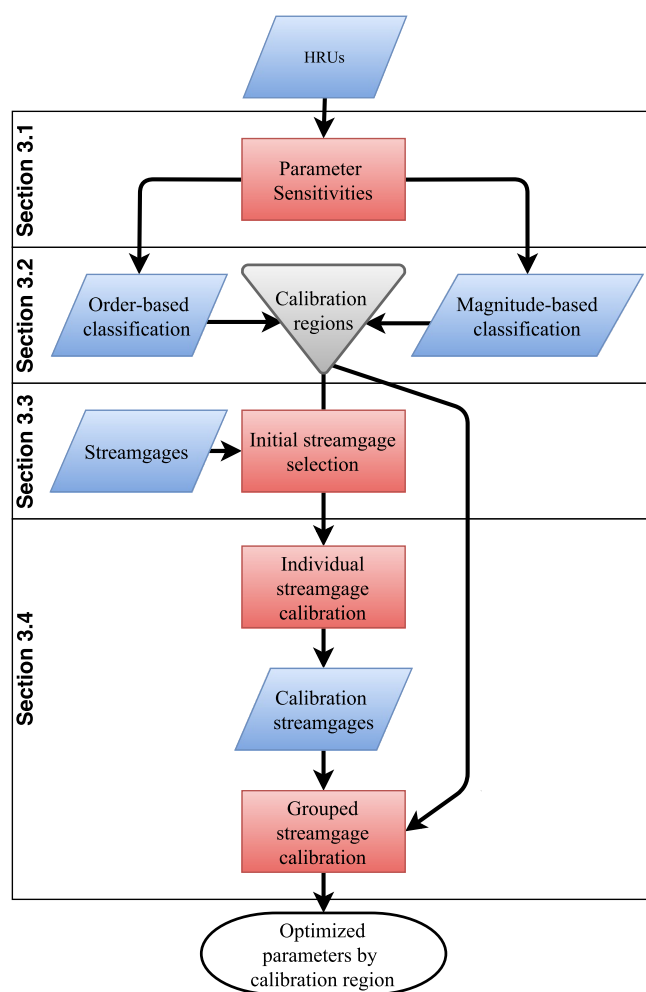 HRUs
Section 3.1
Parameter
Sensitivities
Section 3.2
Order-based
classification
Calibration
regions
Magnitude-based
classification
Section 3.3
Streamgages
Initial streamgage
selection
Section 3.4
Individual
streamgage
calibration
Calibration
streamgages
Grouped
streamgage
calibration
Optimized
parameters by
calibration region